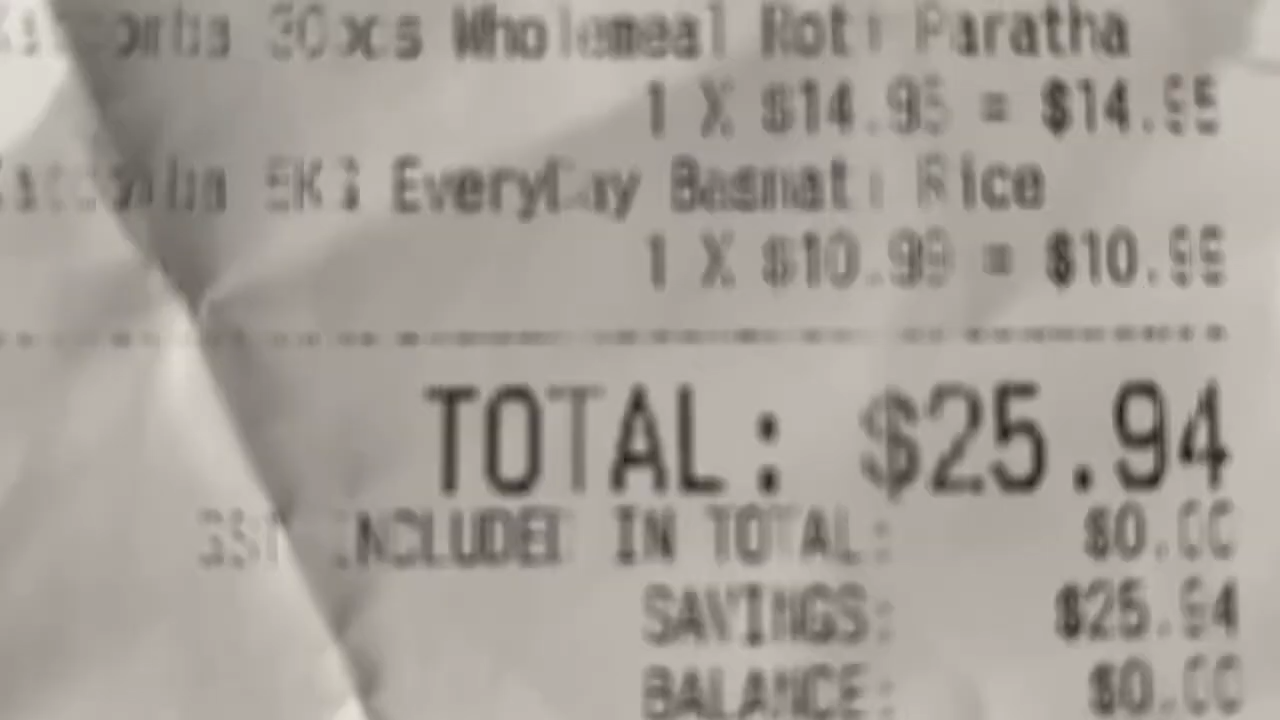 Wholemeal Roti Paratha
1 X $14.95 = $14.95
EveryDay Basmati Rice
1 X $10.99 = $10.99
TOTAL: $25.94
GST INCLUDED IN TOTAL: $0.00
SAVINGS: $25.94
BALANCE: $0.00